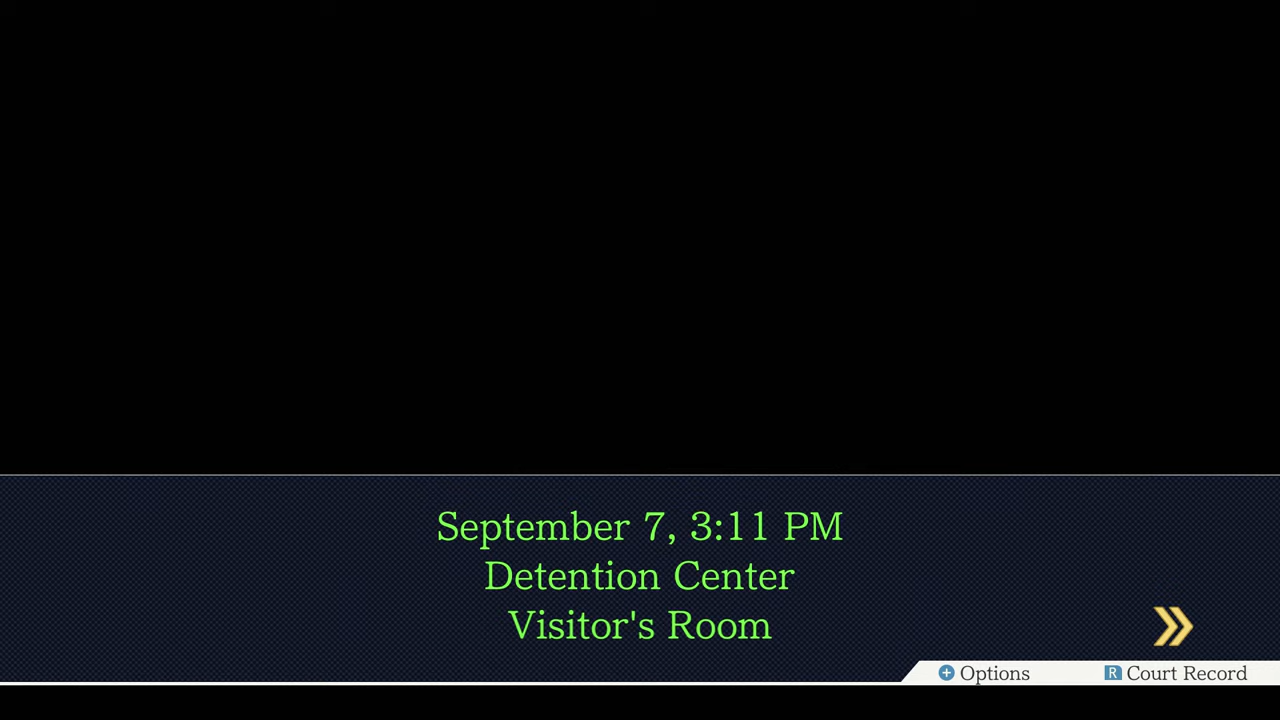 September 7, 3:11 PM
Detention Center
Visitor's Room
+ Options R Court Record